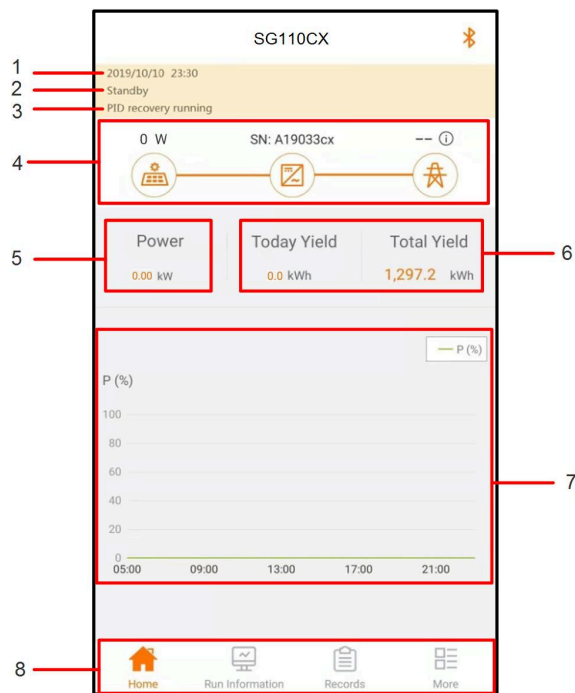 SG110CX
1
2019/10/10 23:30
2
Standby
3
PID recovery running
4
0 W SN: A19033cx --
5
Power Today Yield Total Yield
6
0.00 kW 0.0 kWh 1,297.2 kWh
P (%)
P (%)
100
80
60
7
40
20
0
05:00 09:00 13:00 17:00 21:00
8
Home Run Information Records More